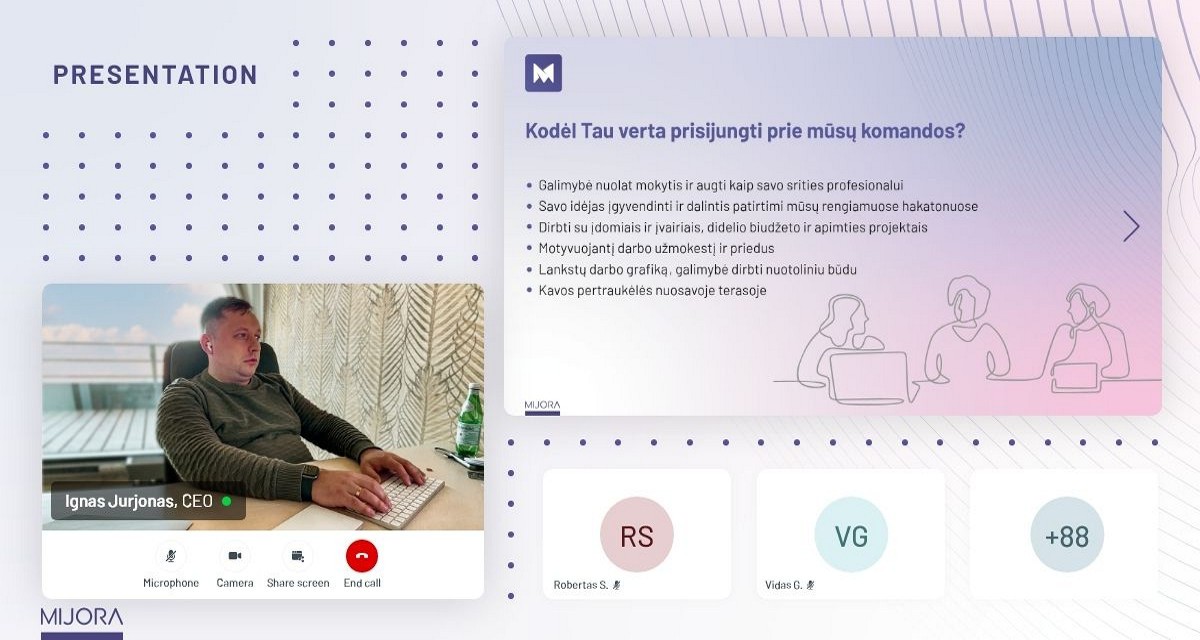 PRESENTATION
Kodėl Tau verta prisijungti prie mūsų komandos?
Galimybė nuolat mokytis ir augti kaip savo srities profesionalui
Savo idėjas įgyvendinti ir dalintis patirtimi mūsų rengiamuose hakatonuose
Dirbti su įdomiais ir įvairiais, didelio biudžeto ir apimties projektais
Motyvuojantį darbo užmokestį ir priedus
Lankstų darbo grafiką, galimybė dirbti nuotoliniu būdu
Kavos pertraukėlės nuosavoje terasoje
MIJORA
Ignas Jurjonas, CEO
Microphone Camera Share screen End call
RS
Robertas S.
VG
Vidas G.
+88
MIJORA